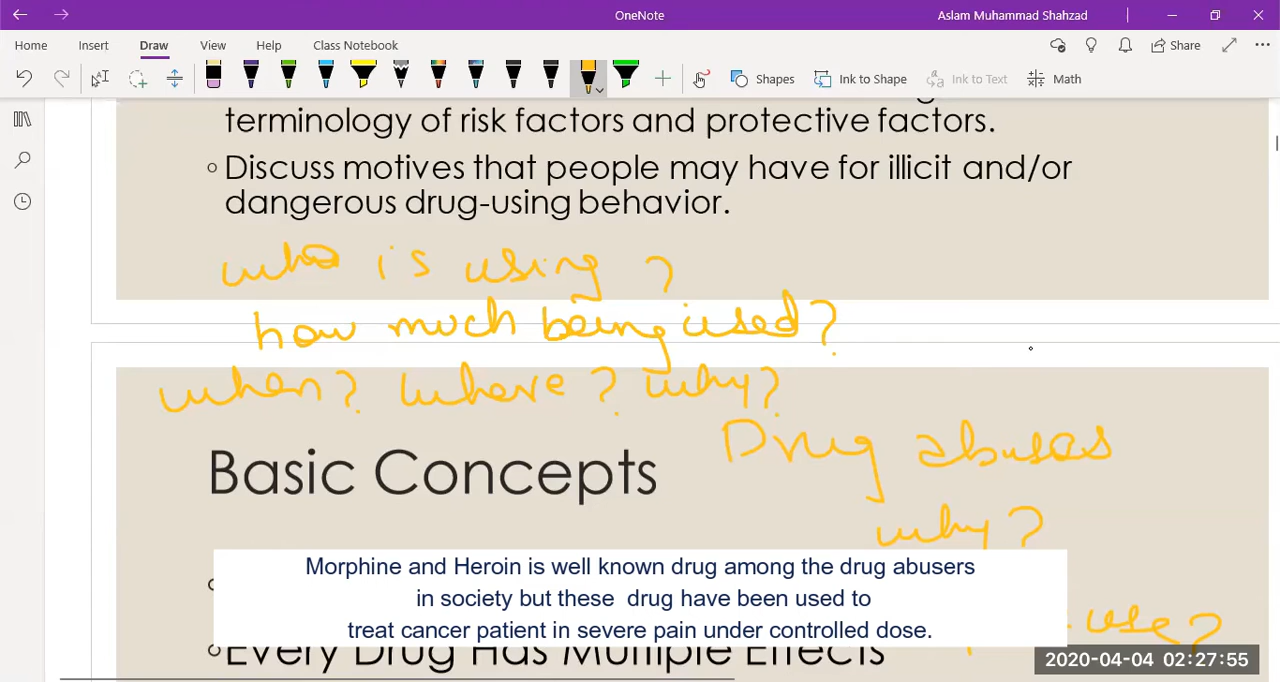 OneNote
Aslam Muhammad Shahzad
Home Insert Draw View Help Class Notebook
Share
Shapes Ink to Shape Ink to Text Math
terminology of risk factors and protective factors.
Discuss motives that people may have for illicit and/or
dangerous drug-using behavior.
who is using ?
how much being used?
when? where? why?
Drug abuses
Basic Concepts
why?
Morphine and Heroin is well known drug among the drug abusers
in society but these drug have been used to
treat cancer patient in severe pain under controlled dose.
use?
Every Drug Has Multiple Effects
2020-04-04 02:27:55